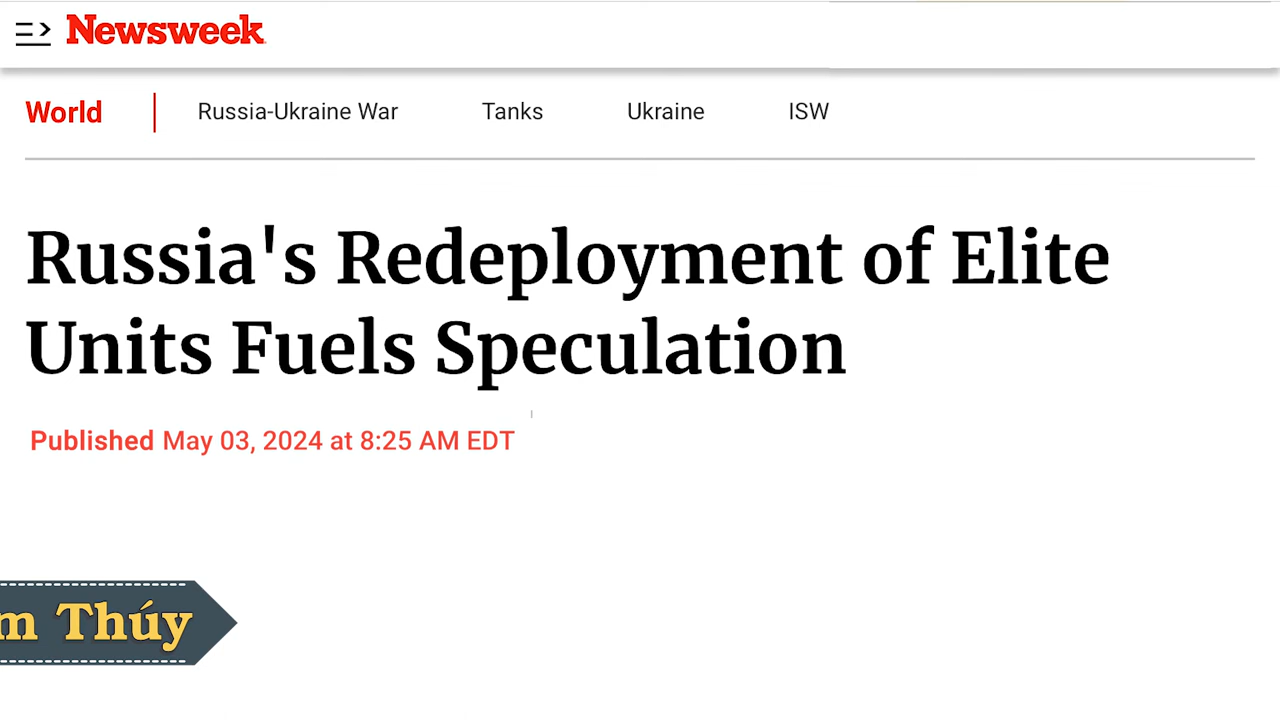 Newsweek
World Russia-Ukraine War Tanks Ukraine ISW
Russia's Redeployment of Elite
Units Fuels Speculation
Published May 03, 2024 at 8:25 AM EDT
m Thúy